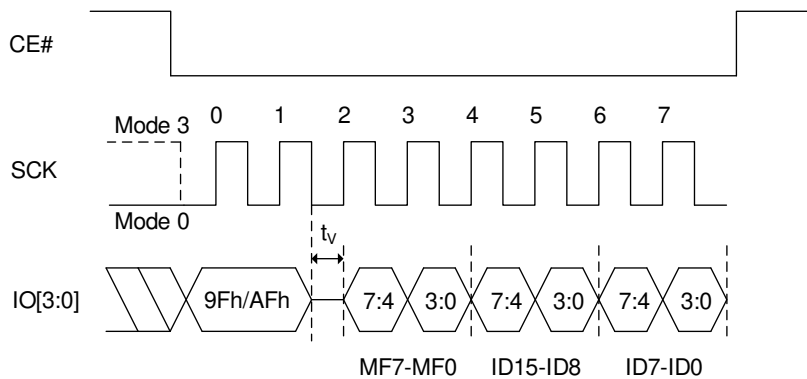 CE#
0 1 2 3 4 5 6 7
Mode 3
SCK
Mode 0
tV
IO[3:0]
9Fh/AFh
7:4 3:0 7:4 3:0 7:4 3:0
MF7-MF0 ID15-ID8 ID7-ID0